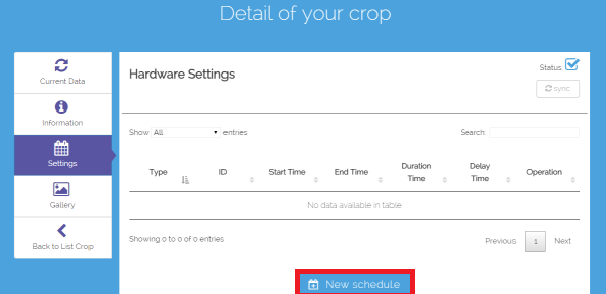 Detail of your crop
Current Data
Information
Settings
Gallery
Back to List: Crop
Hardware Settings
Status:
sync
Show All entries
Search:
Type ID Start Time End Time Duration Time Delay Time Operation
No data available in table
Showing 0 to 0 of 0 entries
Previous 1 Next
New schedule